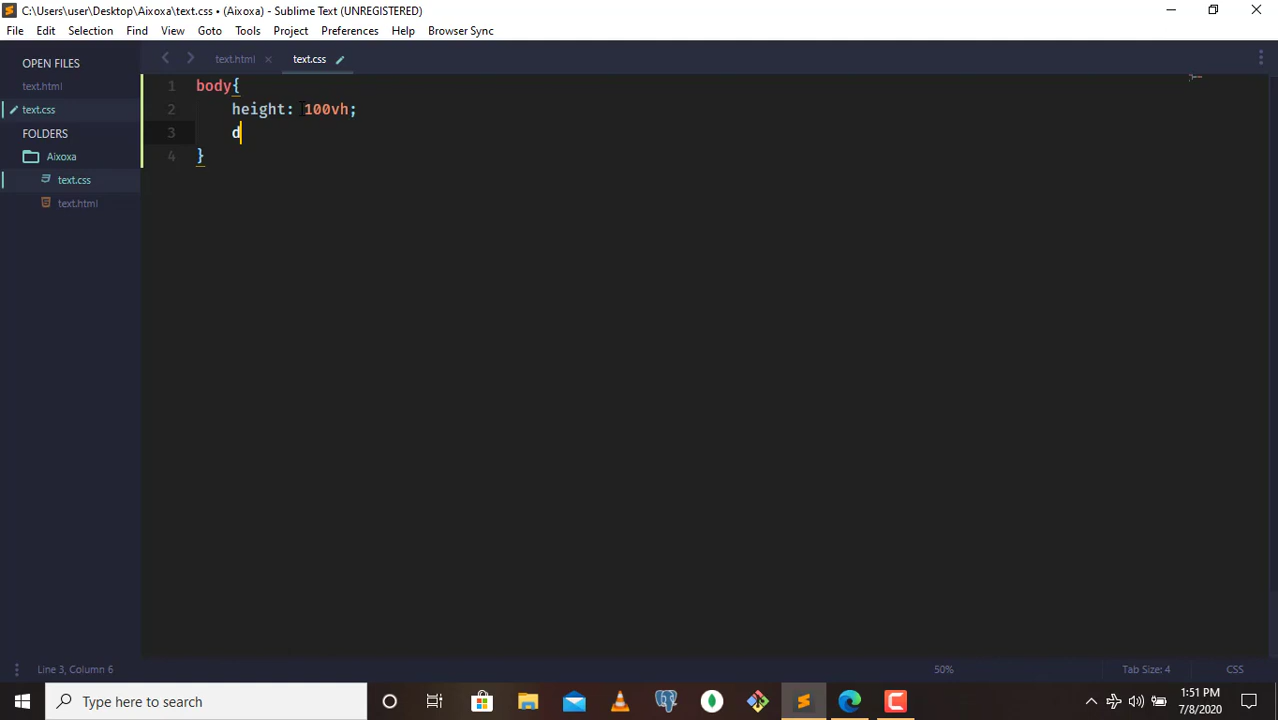 C:\Users\user\Desktop\Aixoxa\text.css • (Aixoxa) - Sublime Text (UNREGISTERED)
File Edit Selection Find View Goto Tools Project Preferences Help Browser Sync
OPEN FILES
text.html
text.css
FOLDERS
Aixoxa
text.css
text.html
text.html
text.css
1 body{
2 height: 100vh;
3 d
4 }
Line 3, Column 6
50%
Tab Size: 4
CSS
Type here to search
1:51 PM
7/8/2020